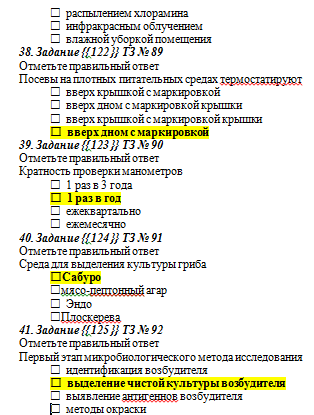 ☐ распылением хлорамина
☐ инфракрасным облучением
☐ влажной уборкой помещения
38. Задание {{122}} ТЗ № 89
Отметьте правильный ответ
Посевы на плотных питательных средах термостатируют
☐ вверх крышкой с маркировкой
☐ вверх дном с маркировкой крышки
☐ вверх крышкой с маркировкой крышки
☐ вверх дном с маркировкой
39. Задание {{123}} ТЗ № 90
Отметьте правильный ответ
Кратность проверки манометров
☐ 1 раз в 3 года
☐ 1 раз в год
☐ ежеквартально
☐ ежемесячно
40. Задание {{124}} ТЗ № 91
Отметьте правильный ответ
Среда для выделения культуры гриба
☐ Сабуро
☐ мясо-пептонный агар
☐ Эндо
☐ Плоскерева
41. Задание {{125}} ТЗ № 92
Отметьте правильный ответ
Первый этап микробиологического метода исследования
☐ идентификация возбудителя
☐ выделение чистой культуры возбудителя
☐ выявление антигенов возбудителя
☐ методы окраски